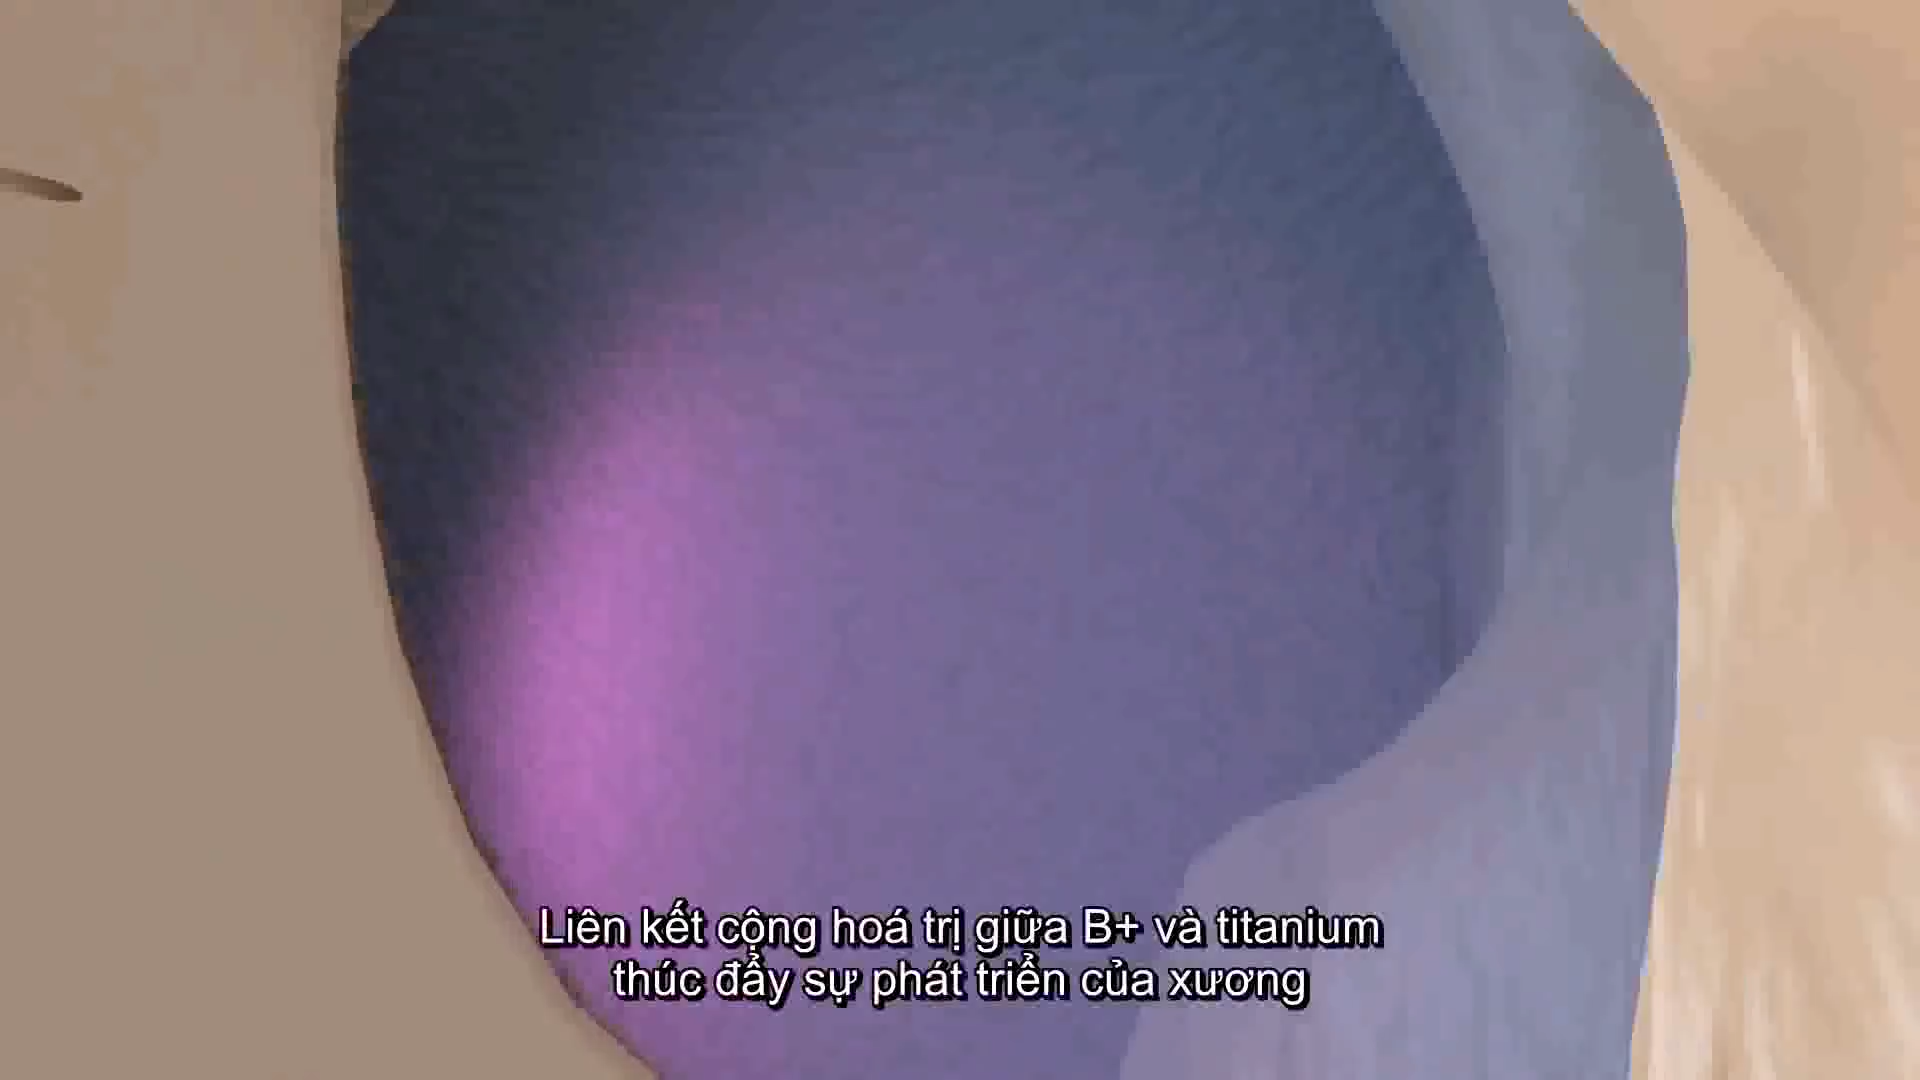 Liên kết cộng hoá trị giữa B+ và titanium
thúc đẩy sự phát triển của xương